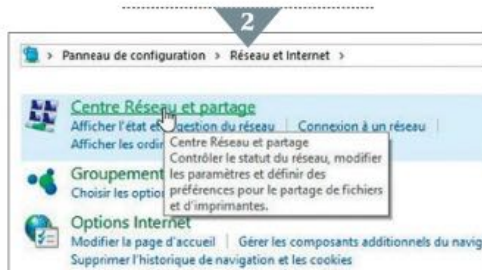 2
Panneau de configuration > Réseau et Internet >
Centre Réseau et partage
Afficher l'état et gestion du réseau | Connexion à un réseau |
Afficher les
Centre Réseau et partage
Contrôler le statut du réseau, modifier
les paramètres et définir des
préférences pour le partage de fichiers
et d'imprimantes.
Groupement
Choisir les
Options Internet
Modifier la page d'accueil | Gérer les composants additionnels du
Supprimer l'historique de navigation et les cookies